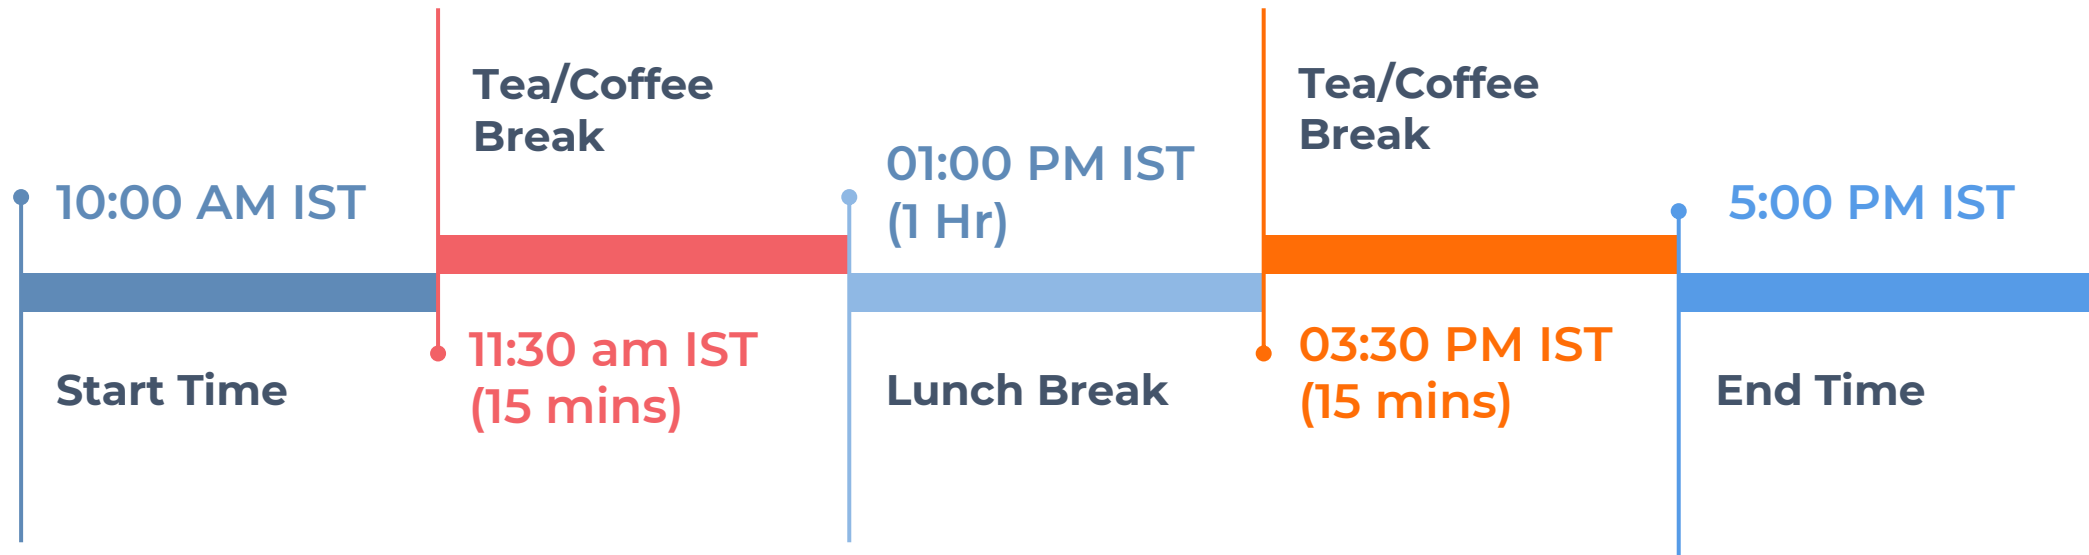 10:00 AM IST
Start Time
Tea/Coffee
Break
11:30 am IST
(15 mins)
01:00 PM IST
(1 Hr)
Lunch Break
Tea/Coffee
Break
03:30 PM IST
(15 mins)
5:00 PM IST
End Time